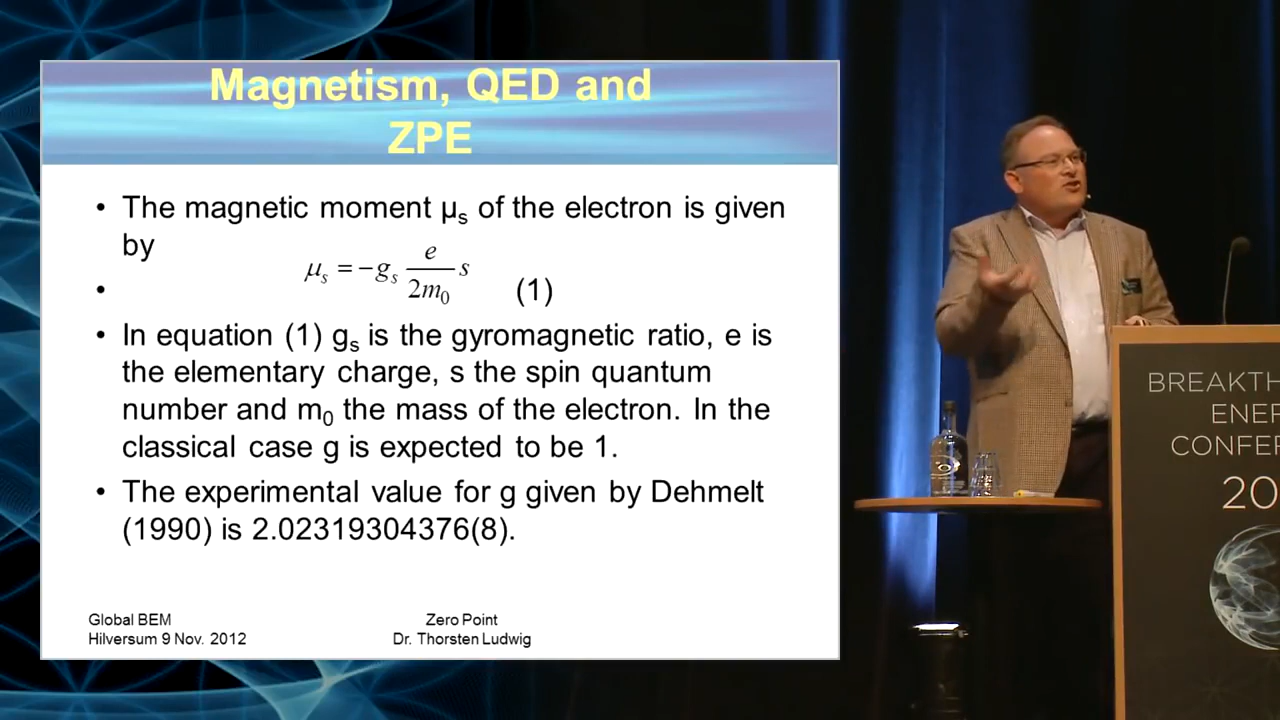 Magnetism, QED and
ZPE
• The magnetic moment μₛ of the electron is given
by
•
μₛ = −gₛ e/2m₀ s (1)
• In equation (1) gₛ is the gyromagnetic ratio, e is
the elementary charge, s the spin quantum
number and m₀ the mass of the electron. In the
classical case g is expected to be 1.
• The experimental value for g given by Dehmelt
(1990) is 2.02319304376(8).
Global BEM
Hilversum 9 Nov. 2012
Zero Point
Dr. Thorsten Ludwig
BREAKTH
ENER
CONFER
20